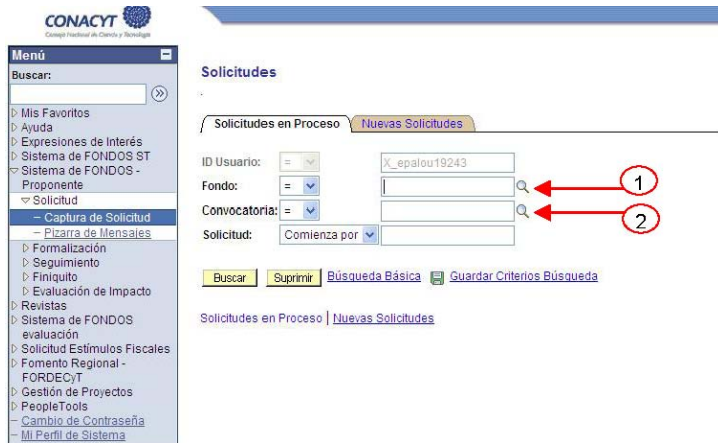 CONACYT
Consejo Nacional de Ciencia y Tecnología
Menú
Buscar:
Mis Favoritos
Ayuda
Expresiones de Interés
Sistema de FONDOS ST
Sistema de FONDOS -
Proponente
Solicitud
– Captura de Solicitud
– Pizarra de Mensajes
Formalización
Seguimiento
Finiquito
Evaluación de Impacto
Revistas
Sistema de FONDOS
evaluación
Solicitud Estímulos Fiscales
Fomento Regional -
FORDECyT
Gestión de Proyectos
PeopleTools
– Cambio de Contraseña
– Mi Perfil de Sistema
Solicitudes
Solicitudes en Proceso Nuevas Solicitudes
ID Usuario: = X_epalou19243
Fondo: = 1
Convocatoria: = 2
Solicitud: Comienza por
Buscar Suprimir Búsqueda Básica Guardar Criterios Búsqueda
Solicitudes en Proceso | Nuevas Solicitudes